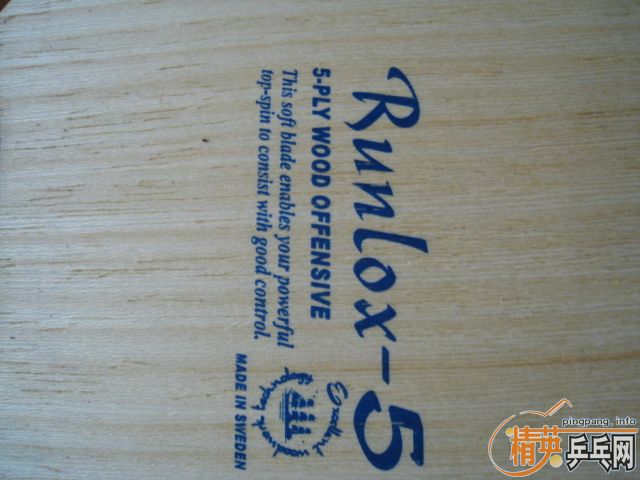 Runlox-5
5-PLY WOOD OFFENSIVE
This soft blade enables your powerful
top-spin to consist with good control.
Excellent
MADE IN SWEDEN
pingpang.info
精英乒乓网